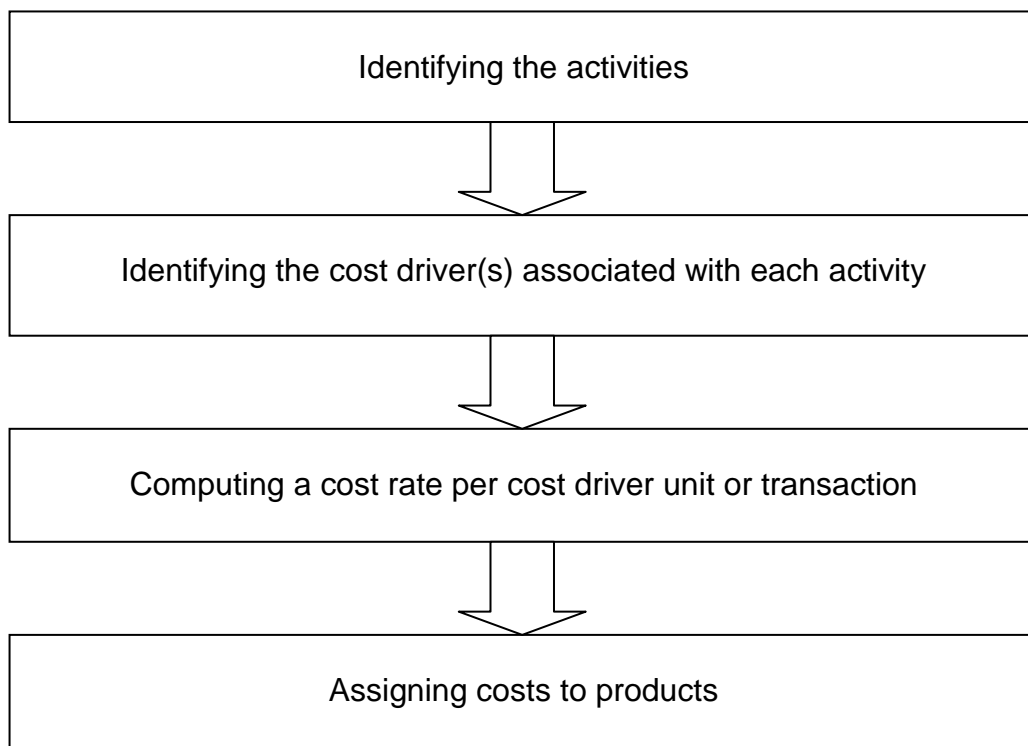 Identifying the activities
Identifying the cost driver(s) associated with each activity
Computing a cost rate per cost driver unit or transaction
Assigning costs to products